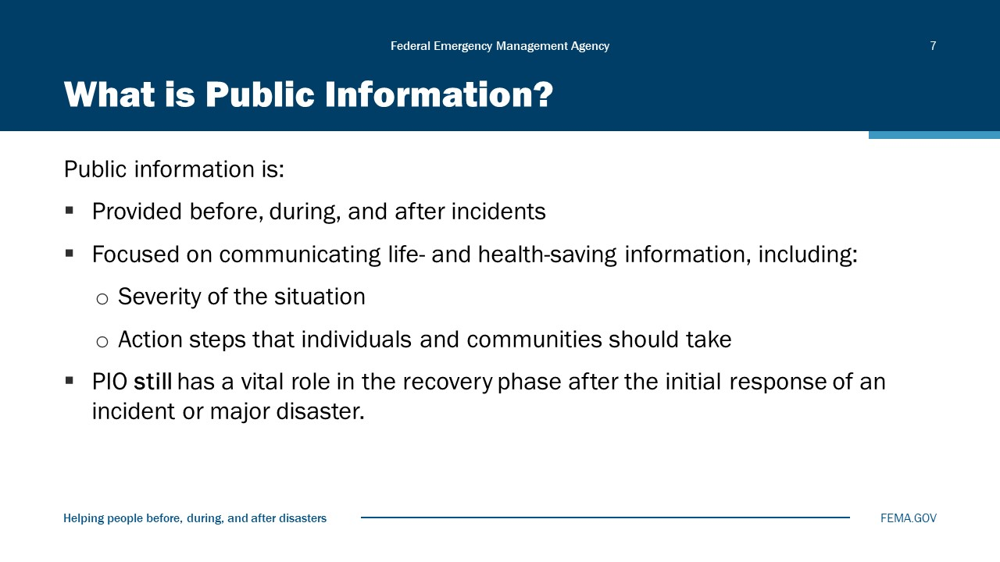 Federal Emergency Management Agency
7
What is Public Information?
Public information is:
▪ Provided before, during, and after incidents
▪ Focused on communicating life- and health-saving information, including:
o Severity of the situation
o Action steps that individuals and communities should take
▪ PIO still has a vital role in the recovery phase after the initial response of an
incident or major disaster.
Helping people before, during, and after disasters
FEMA.GOV